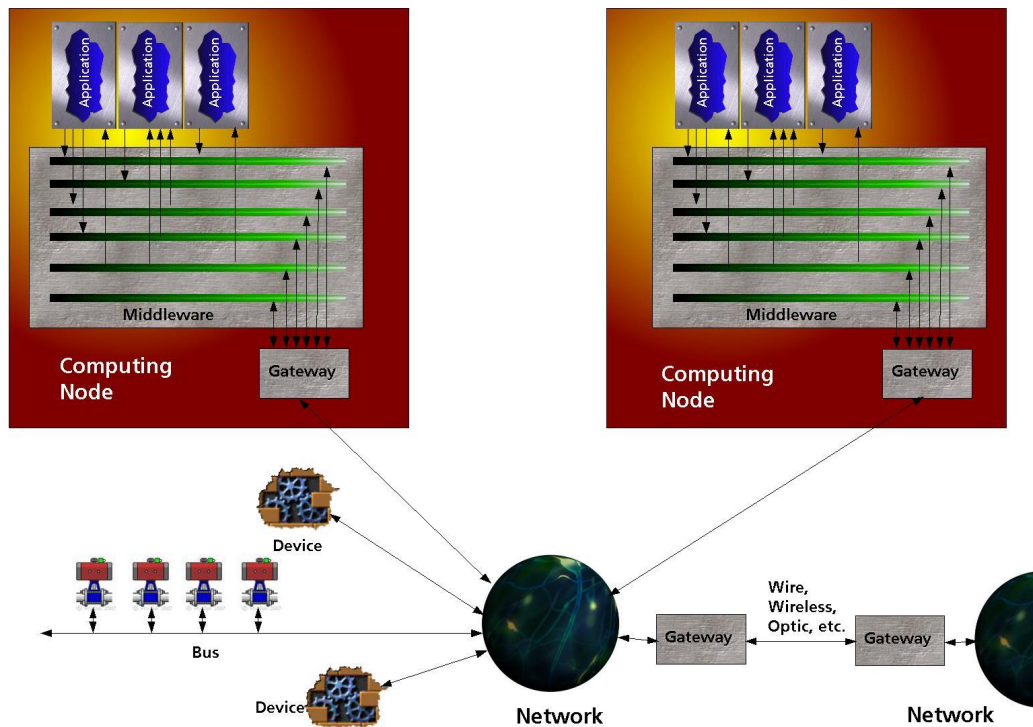 Application
Application
Application
Application
Application
Application
Middleware
Middleware
Gateway
Gateway
Computing
Node
Computing
Node
Device
Wire,
Wireless,
Optic, etc.
Gateway
Gateway
Bus
Device
Network
Network